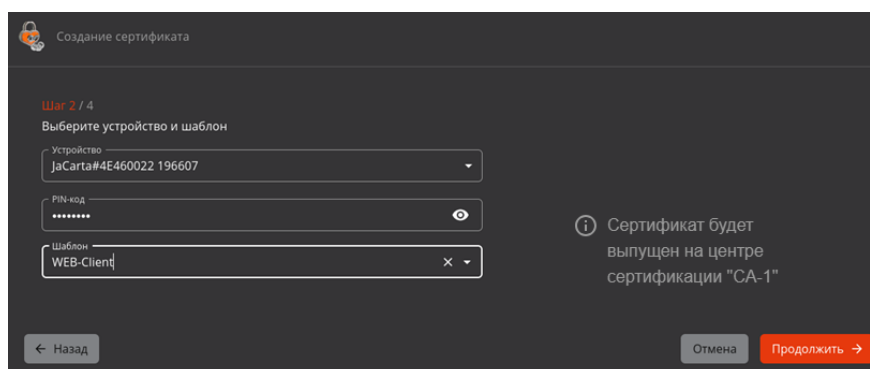 Создание сертификата
Шаг 2 / 4
Выберите устройство и шаблон
Устройство
JaCarta#4E460022 196607
PIN-код
••••••••
Шаблон
WEB-Client
Сертификат будет
выпущен на центре
сертификации "CA-1"
← Назад
Отмена
Продолжить →